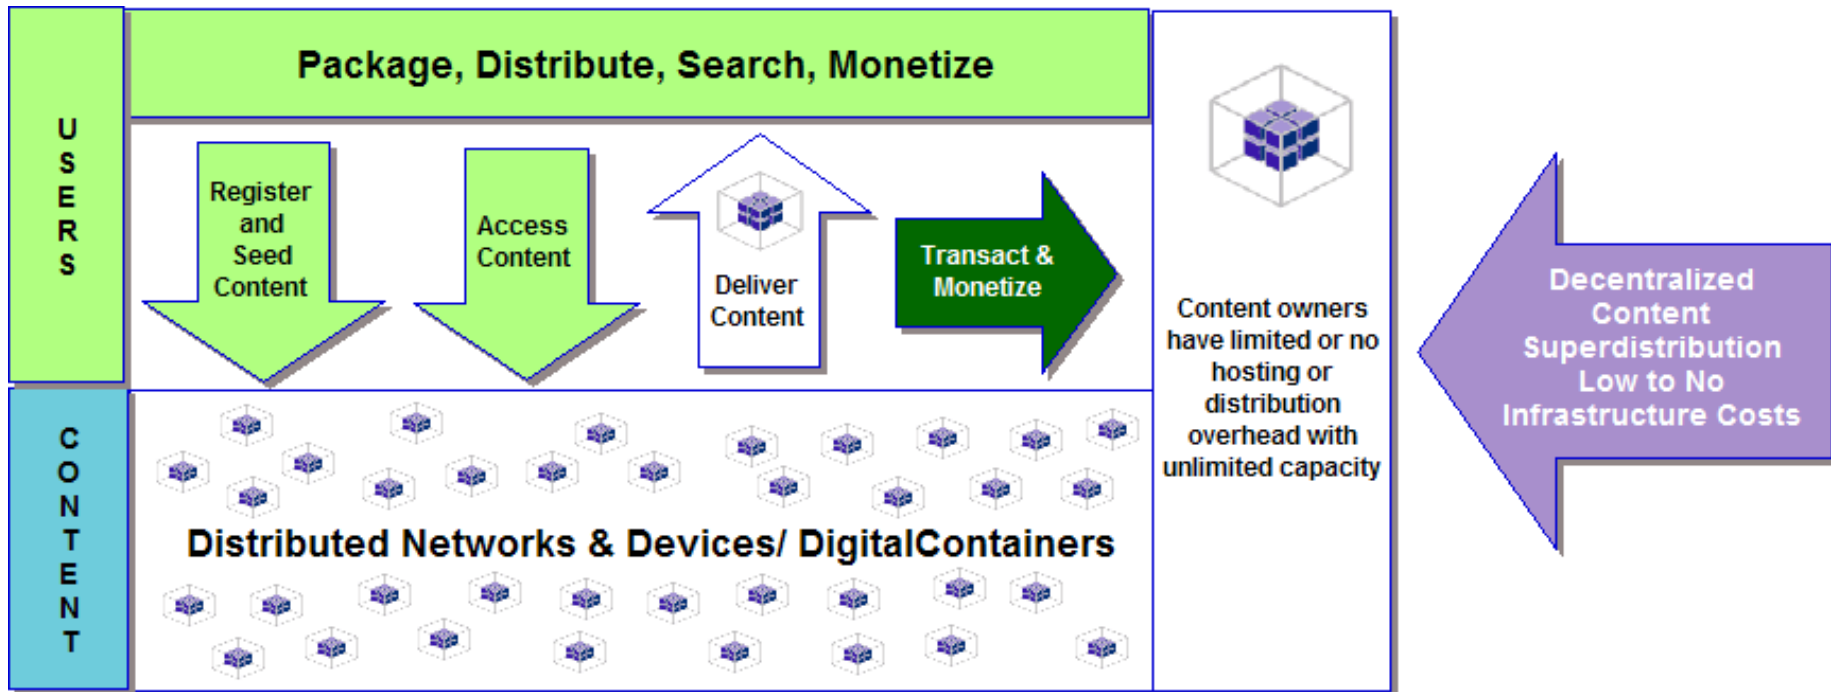 USERS
Package, Distribute, Search, Monetize
Register
and
Seed
Content
Access
Content
Deliver
Content
Transact &
Monetize
Content owners
have limited or no
hosting or
distribution
overhead with
unlimited capacity
Decentralized
Content
Superdistribution
Low to No
Infrastructure Costs
CONTENT
Distributed Networks & Devices/ DigitalContainers